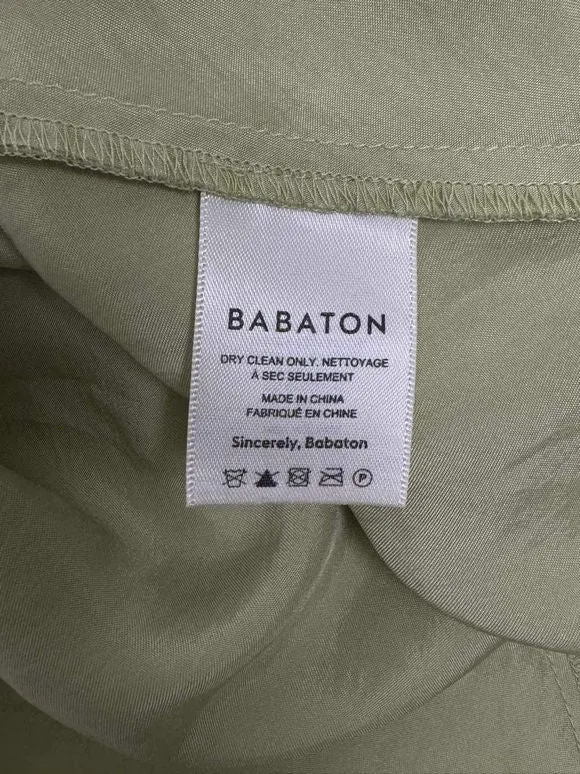 BABATON
DRY CLEAN ONLY. NETTOYAGE
À SEC SEULEMENT
MADE IN CHINA
FABRIQUÉ EN CHINE
Sincerely, Babaton
P